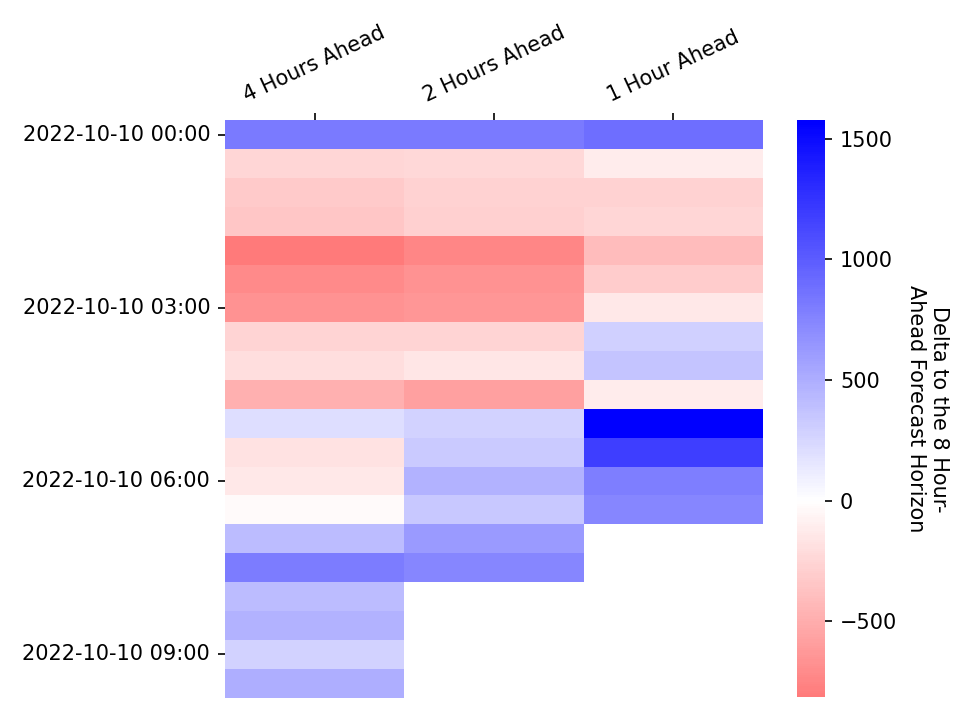 4 Hours Ahead
2 Hours Ahead
1 Hour Ahead
2022-10-10 00:00
2022-10-10 03:00
2022-10-10 06:00
2022-10-10 09:00
1500
1000
500
0
−500
Delta to the 8 Hour-
Ahead Forecast Horizon